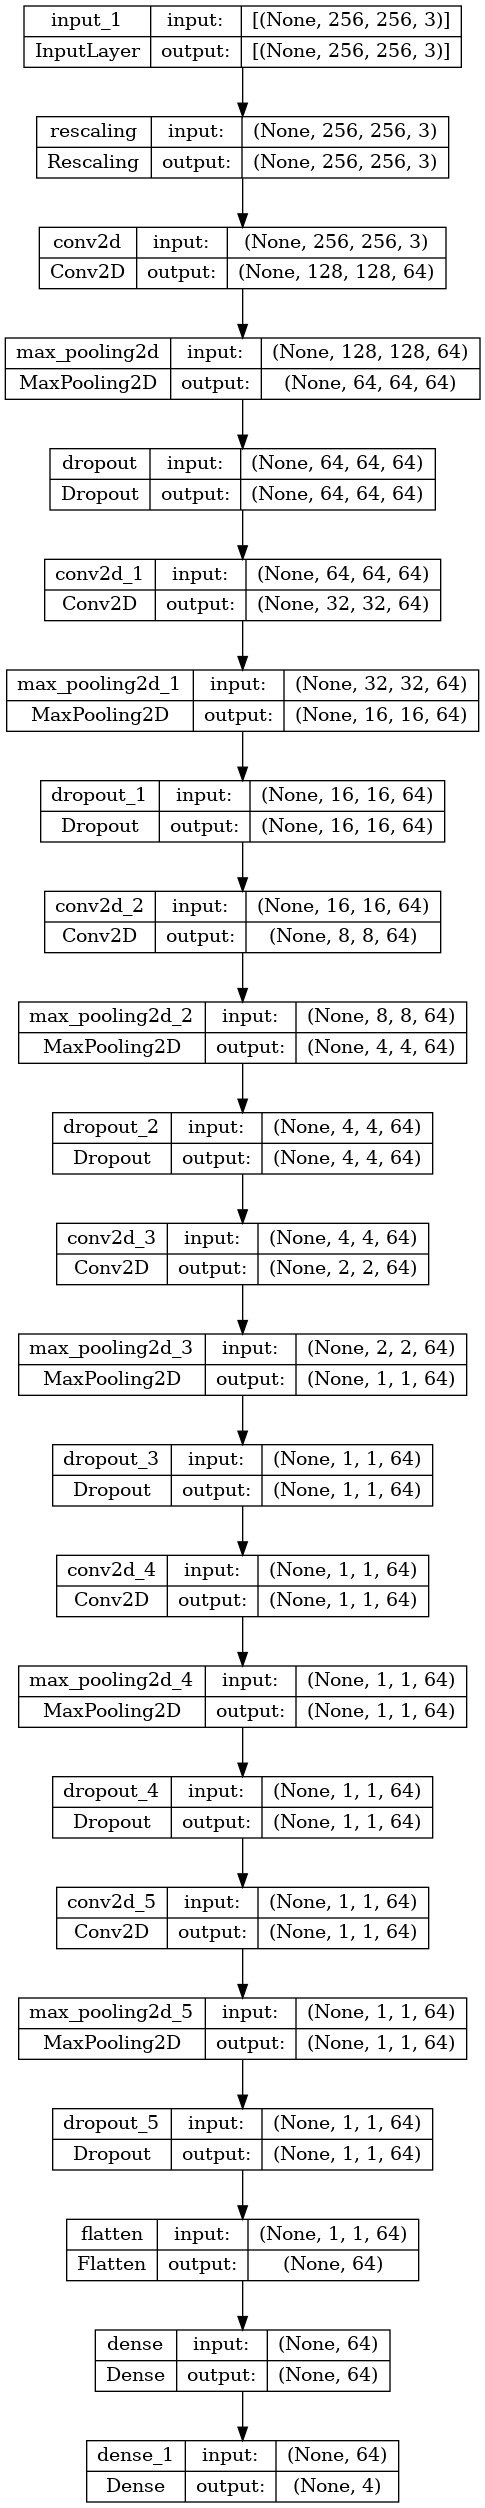 input_1 input: [(None, 256, 256, 3)]
InputLayer output: [(None, 256, 256, 3)]
rescaling input: (None, 256, 256, 3)
Rescaling output: (None, 256, 256, 3)
conv2d input: (None, 256, 256, 3)
Conv2D output: (None, 128, 128, 64)
max_pooling2d input: (None, 128, 128, 64)
MaxPooling2D output: (None, 64, 64, 64)
dropout input: (None, 64, 64, 64)
Dropout output: (None, 64, 64, 64)
conv2d_1 input: (None, 64, 64, 64)
Conv2D output: (None, 32, 32, 64)
max_pooling2d_1 input: (None, 32, 32, 64)
MaxPooling2D output: (None, 16, 16, 64)
dropout_1 input: (None, 16, 16, 64)
Dropout output: (None, 16, 16, 64)
conv2d_2 input: (None, 16, 16, 64)
Conv2D output: (None, 8, 8, 64)
max_pooling2d_2 input: (None, 8, 8, 64)
MaxPooling2D output: (None, 4, 4, 64)
dropout_2 input: (None, 4, 4, 64)
Dropout output: (None, 4, 4, 64)
conv2d_3 input: (None, 4, 4, 64)
Conv2D output: (None, 2, 2, 64)
max_pooling2d_3 input: (None, 2, 2, 64)
MaxPooling2D output: (None, 1, 1, 64)
dropout_3 input: (None, 1, 1, 64)
Dropout output: (None, 1, 1, 64)
conv2d_4 input: (None, 1, 1, 64)
Conv2D output: (None, 1, 1, 64)
max_pooling2d_4 input: (None, 1, 1, 64)
MaxPooling2D output: (None, 1, 1, 64)
dropout_4 input: (None, 1, 1, 64)
Dropout output: (None, 1, 1, 64)
conv2d_5 input: (None, 1, 1, 64)
Conv2D output: (None, 1, 1, 64)
max_pooling2d_5 input: (None, 1, 1, 64)
MaxPooling2D output: (None, 1, 1, 64)
dropout_5 input: (None, 1, 1, 64)
Dropout output: (None, 1, 1, 64)
flatten input: (None, 1, 1, 64)
Flatten output: (None, 64)
dense input: (None, 64)
Dense output: (None, 64)
dense_1 input: (None, 64)
Dense output: (None, 4)